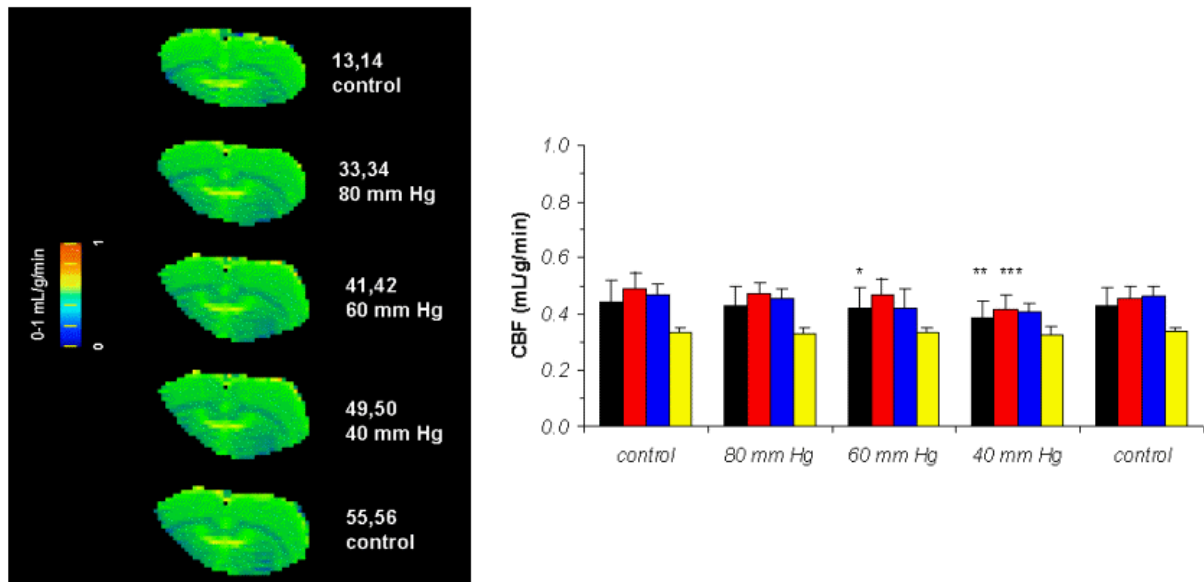 13,14
control
33,34
80 mm Hg
41,42
60 mm Hg
49,50
40 mm Hg
55,56
control
0-1 mL/g/min
1
0
CBF (mL/g/min)
1.0
0.8
0.6
0.4
0.2
0.0
* ** ***
control 80 mm Hg 60 mm Hg 40 mm Hg control